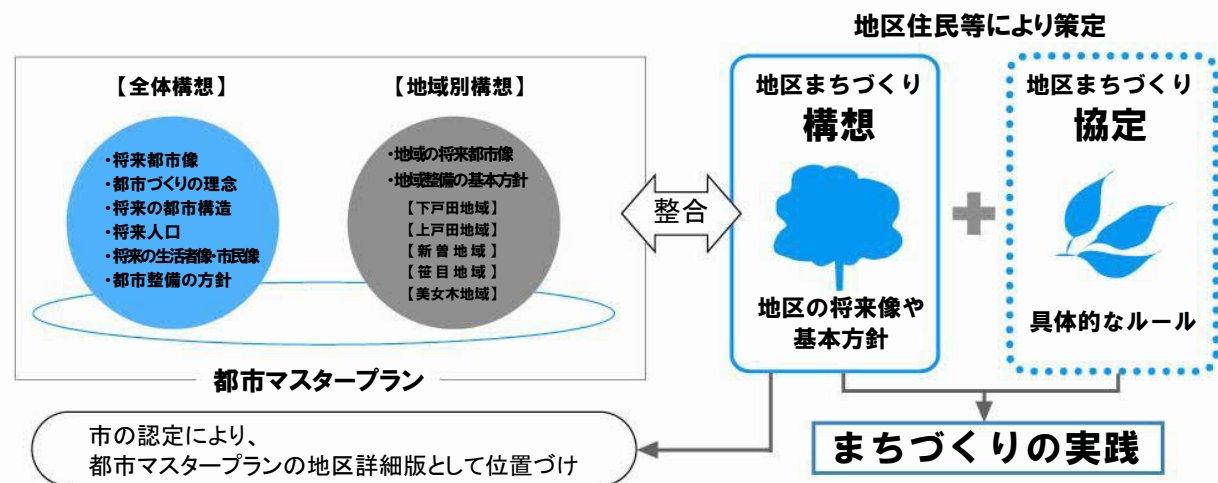 地区住民等により策定
【全体構想】
・将来都市像
・都市づくりの理念
・将来の都市構造
・将来人口
・将来の生活者像・市民像
・都市整備の方針
【地域別構想】
・地域の将来都市像
・地域整備の基本方針
【下戸田地域】
【上戸田地域】
【新曽地域】
【笹目地域】
【美女木地域】
都市マスタープラン
整合
地区まちづくり
構想
地区の将来像や
基本方針
地区まちづくり
協定
具体的なルール
市の認定により、
都市マスタープランの地区詳細版として位置づけ
まちづくりの実践